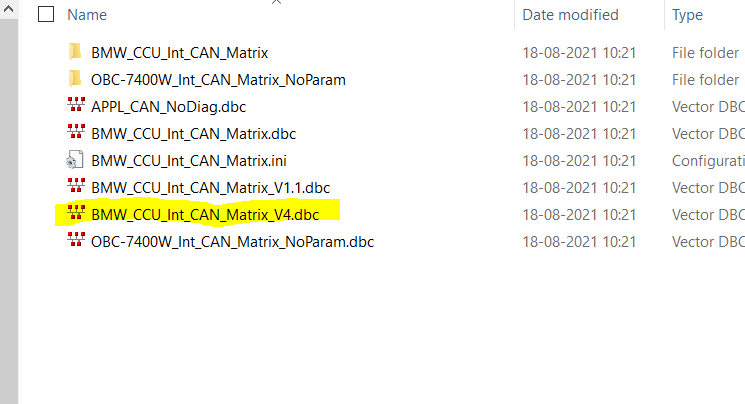 Name Date modified Type
BMW_CCU_Int_CAN_Matrix 18-08-2021 10:21 File folder
OBC-7400W_Int_CAN_Matrix_NoParam 18-08-2021 10:21 File folder
APPL_CAN_NoDiag.dbc 18-08-2021 10:21 Vector DBC
BMW_CCU_Int_CAN_Matrix.dbc 18-08-2021 10:21 Vector DBC
BMW_CCU_Int_CAN_Matrix.ini 18-08-2021 10:21 Configurati
BMW_CCU_Int_CAN_Matrix_V1.1.dbc 18-08-2021 10:21 Vector DBC
BMW_CCU_Int_CAN_Matrix_V4.dbc 18-08-2021 10:21 Vector DBC
OBC-7400W_Int_CAN_Matrix_NoParam.dbc 18-08-2021 10:21 Vector DBC